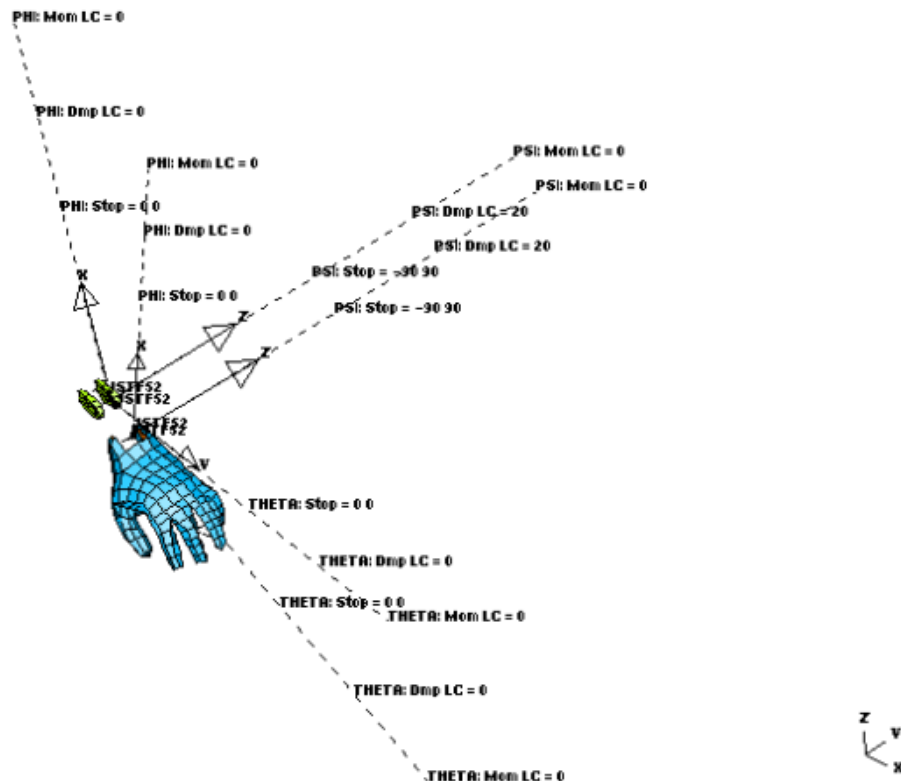 PHI: Mom LC = 0
PHI: Dmp LC = 0
PHI: Mom LC = 0
PSI: Mom LC = 0
PSI: Mom LC = 0
PHI: Stop = 0 0
PSI: Dmp LC = 20
PHI: Dmp LC = 0
PSI: Dmp LC = 20
X
PSI: Stop = -90 90
PHI: Stop = 0 0
PSI: Stop = -90 90
Z
X
Z
JSTF52
JSTF52
JSTF52
JSTF52
Y
THETA: Stop = 0 0
THETA: Dmp LC = 0
THETA: Stop = 0 0
THETA: Mom LC = 0
THETA: Dmp LC = 0
Z
Y
X
THETA: Mom LC = 0